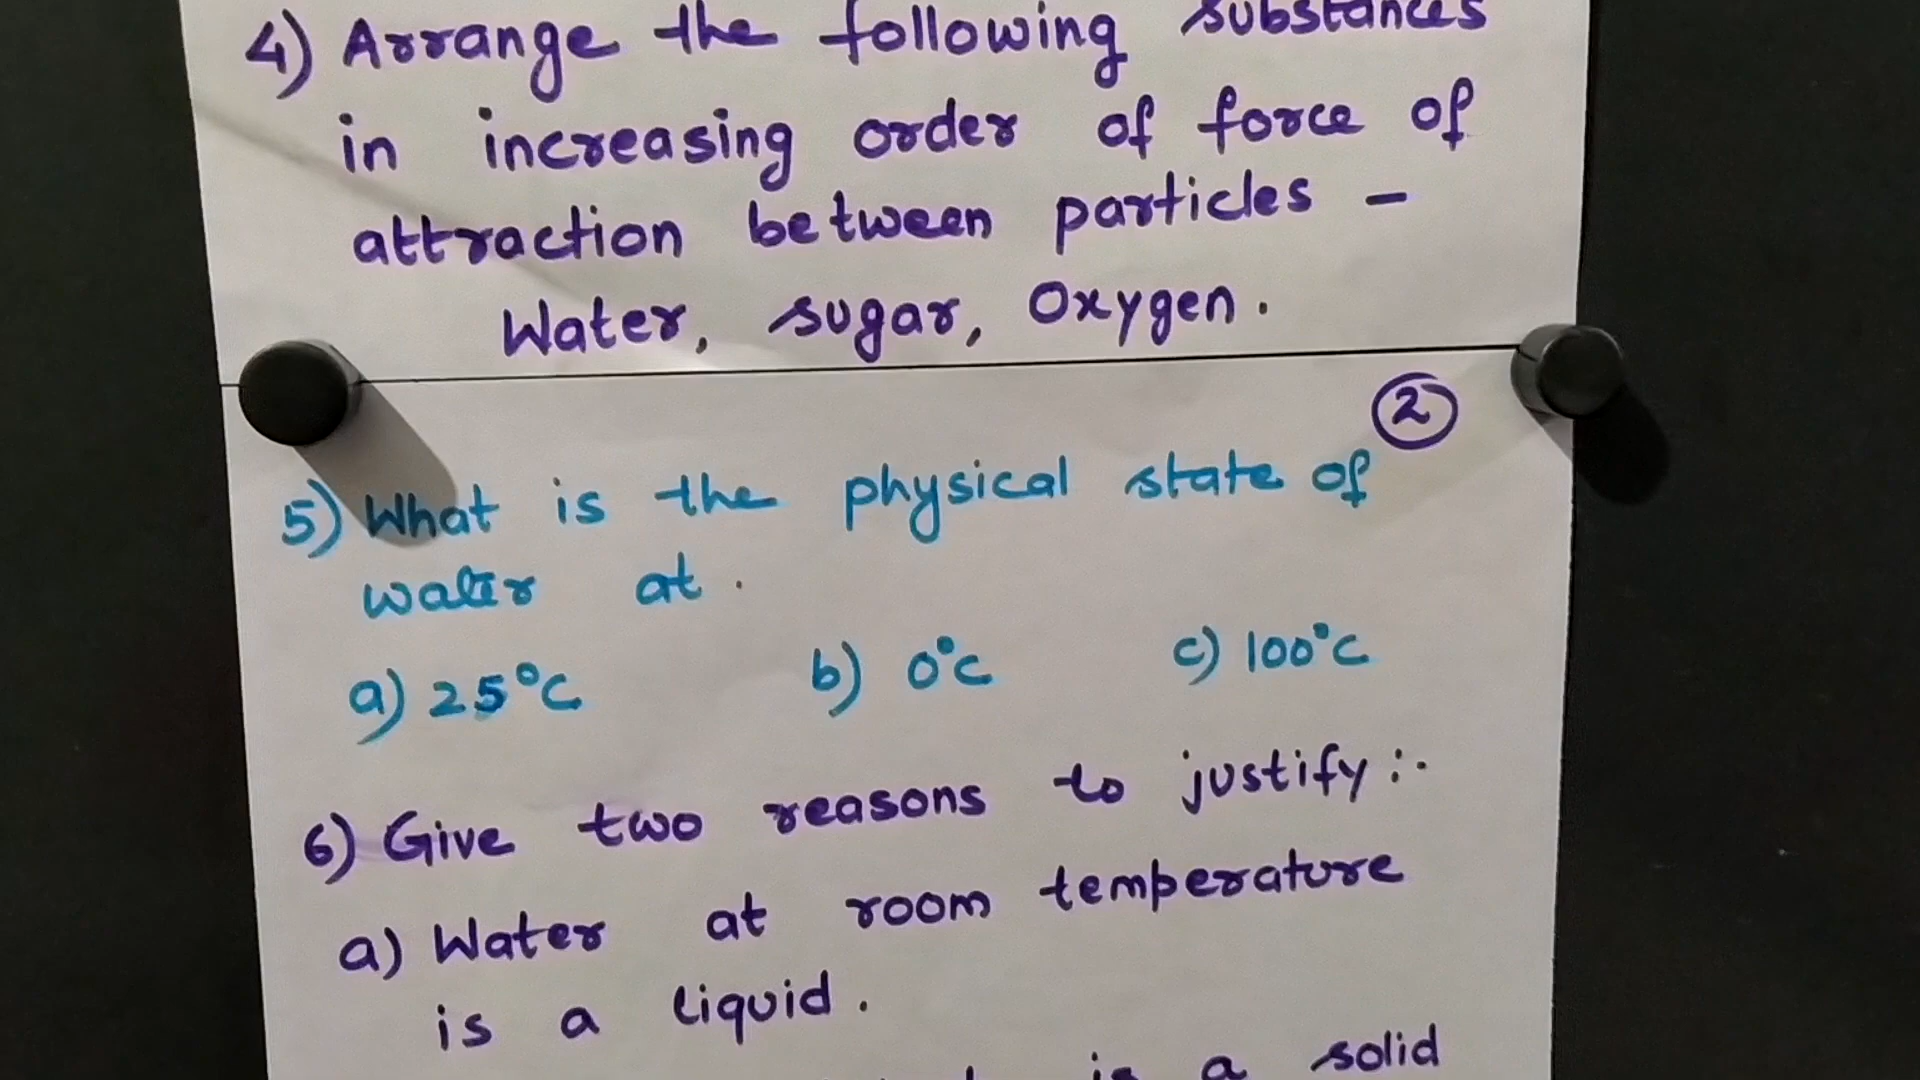 4) Arrange the following substances
in increasing order of force of
attraction between particles -
Water, sugar, Oxygen.
2
5) What is the physical state of
water at.
a) 25°C b) 0°C c) 100°C
6) Give two reasons to justify :-
a) Water at room temperature
is a liquid.
is a solid